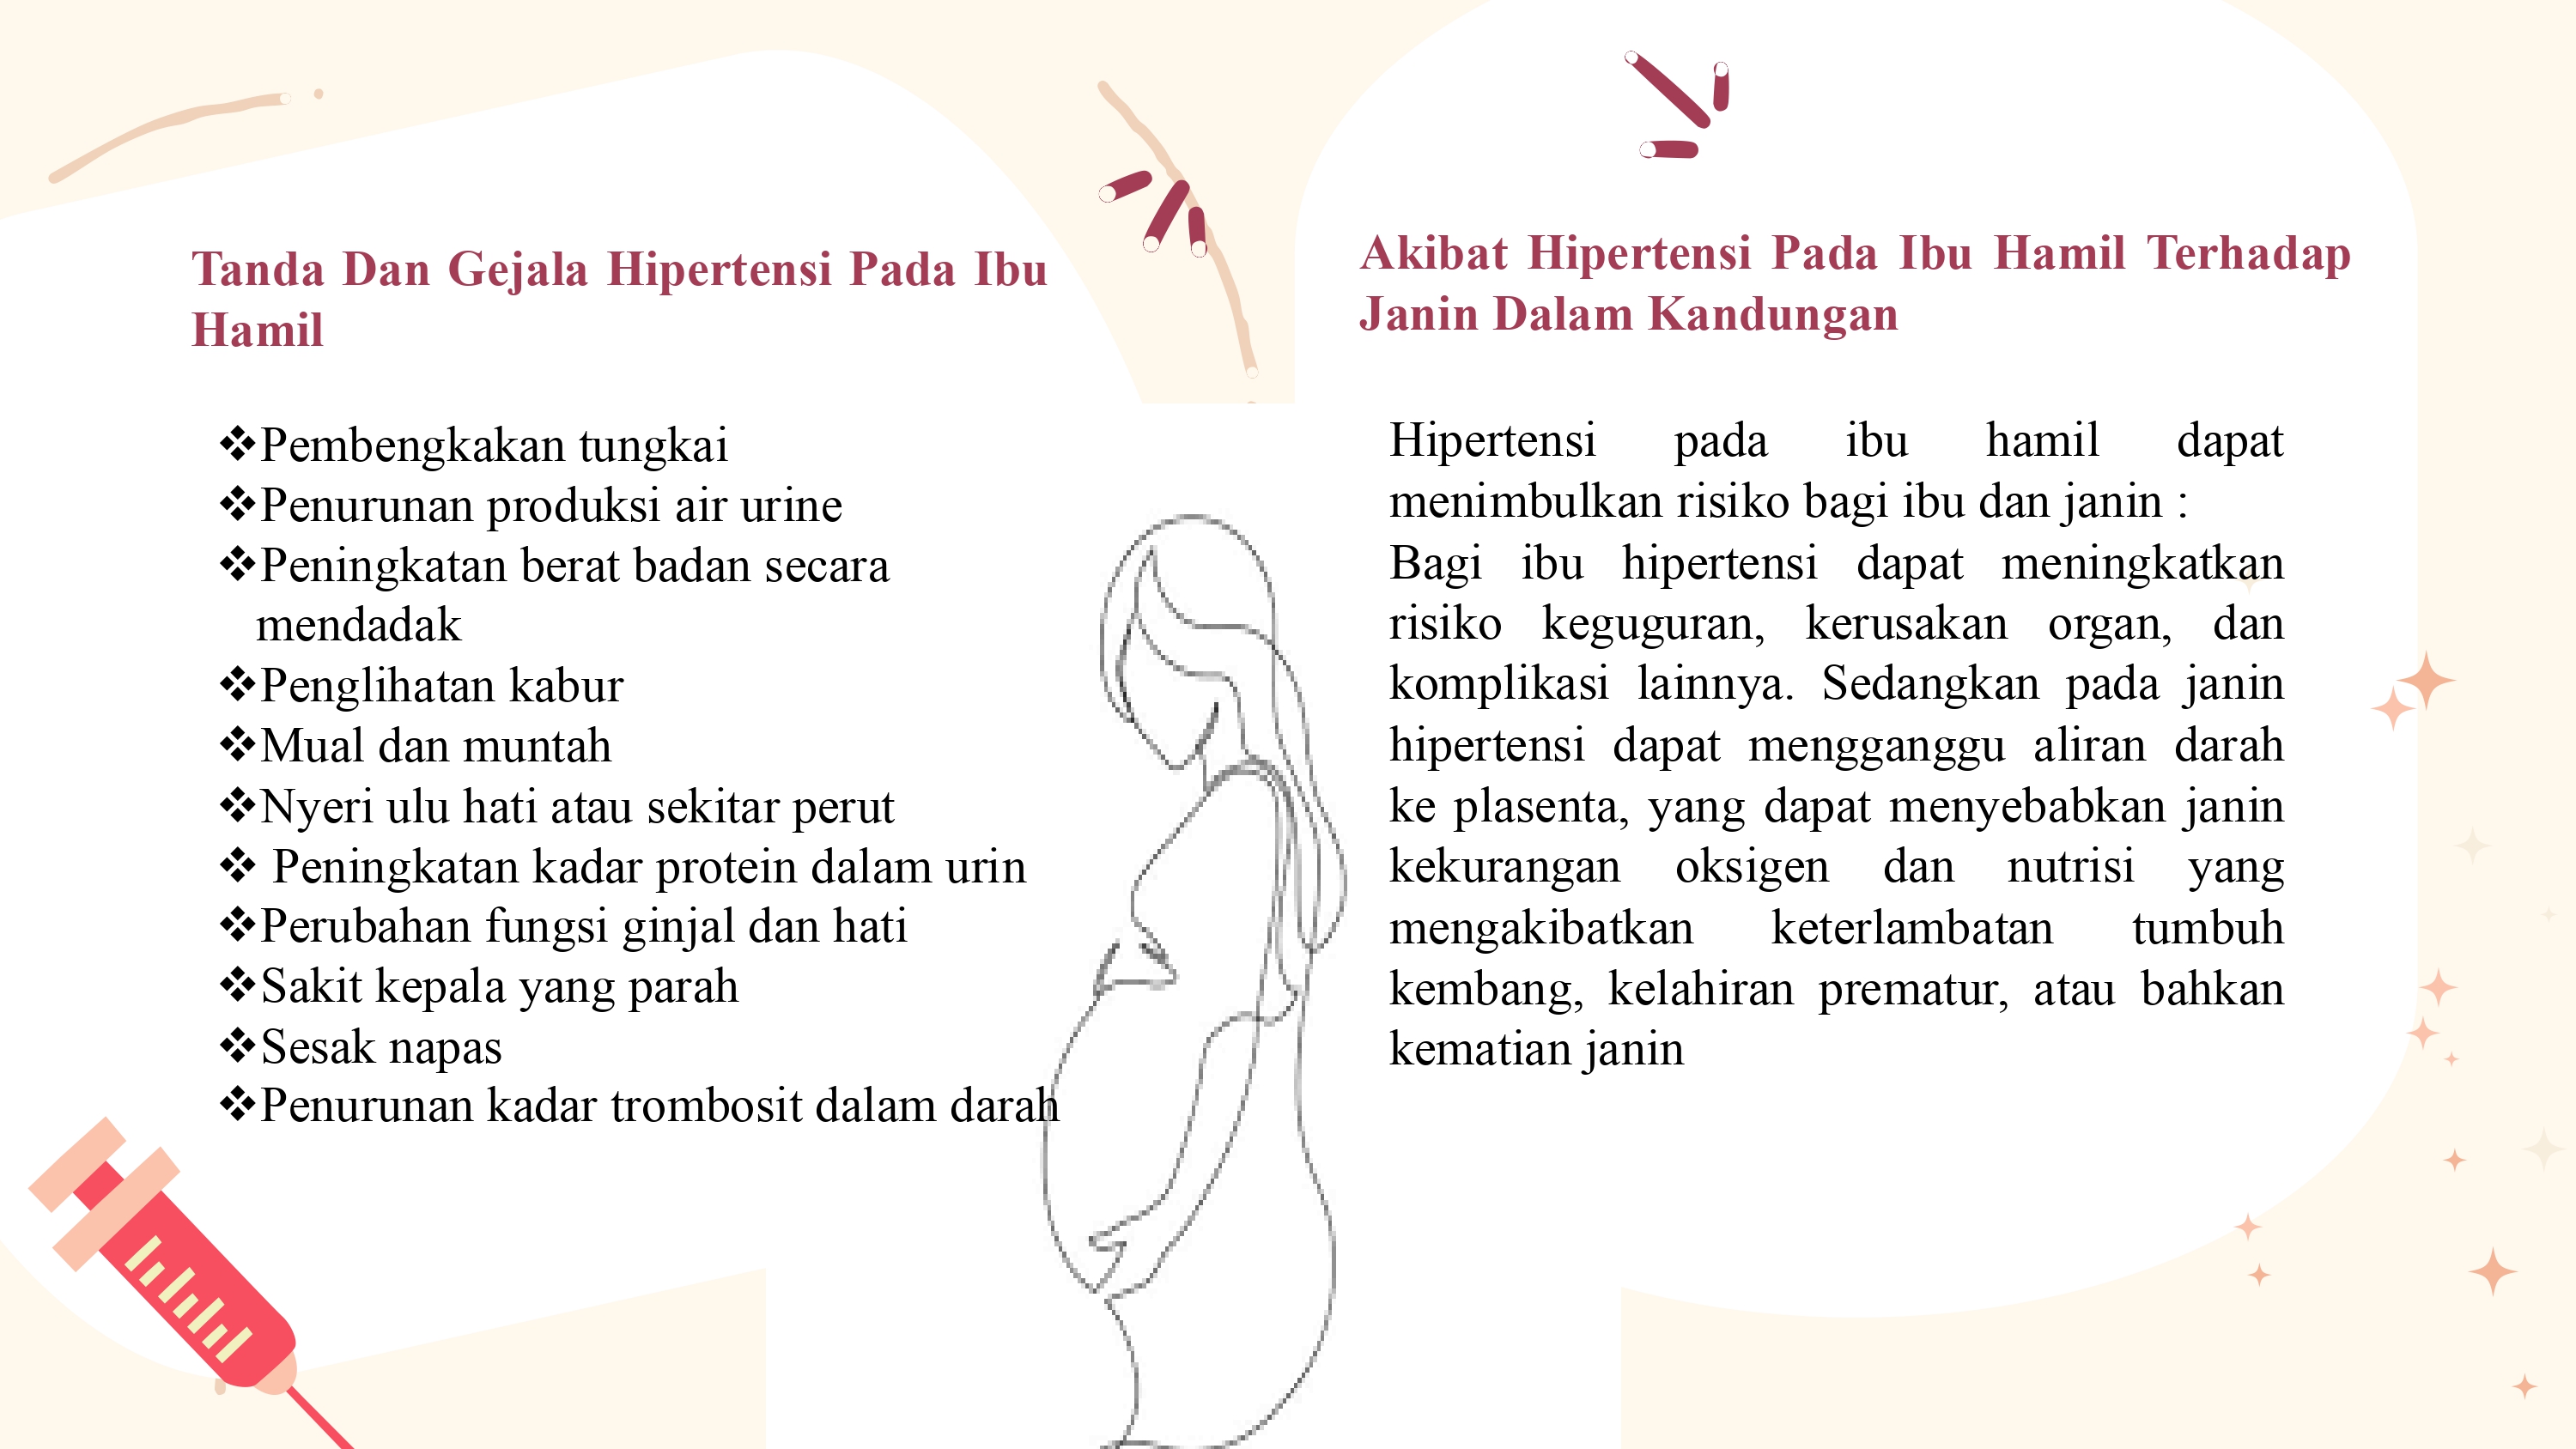 Tanda Dan Gejala Hipertensi Pada Ibu
Hamil
❖Pembengkakan tungkai
❖Penurunan produksi air urine
❖Peningkatan berat badan secara
mendadak
❖Penglihatan kabur
❖Mual dan muntah
❖Nyeri ulu hati atau sekitar perut
❖ Peningkatan kadar protein dalam urin
❖Perubahan fungsi ginjal dan hati
❖Sakit kepala yang parah
❖Sesak napas
❖Penurunan kadar trombosit dalam darah
Akibat Hipertensi Pada Ibu Hamil Terhadap
Janin Dalam Kandungan
Hipertensi pada ibu hamil dapat
menimbulkan risiko bagi ibu dan janin :
Bagi ibu hipertensi dapat meningkatkan
risiko keguguran, kerusakan organ, dan
komplikasi lainnya. Sedangkan pada janin
hipertensi dapat mengganggu aliran darah
ke plasenta, yang dapat menyebabkan janin
kekurangan oksigen dan nutrisi yang
mengakibatkan keterlambatan tumbuh
kembang, kelahiran prematur, atau bahkan
kematian janin